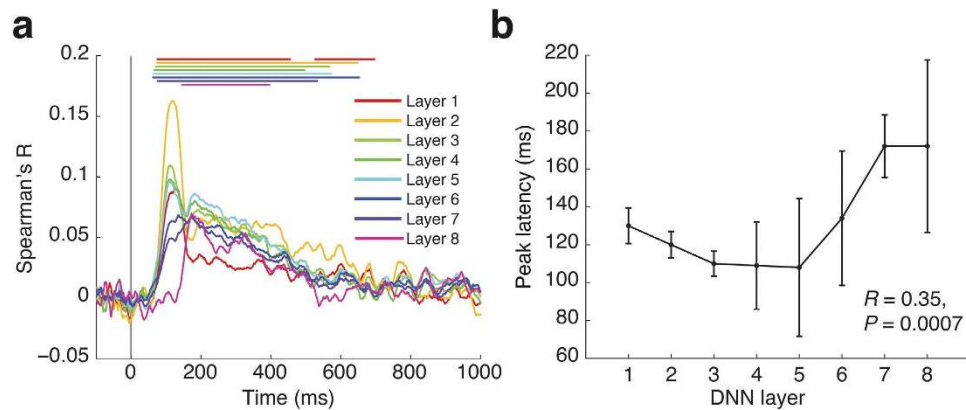 a
Spearman's R
0.2
0.15
0.1
0.05
0
−0.05
0
200
400
600
800
1000
Time (ms)
Layer 1
Layer 2
Layer 3
Layer 4
Layer 5
Layer 6
Layer 7
Layer 8
b
Peak latency (ms)
220
200
180
160
140
120
100
80
60
1
2
3
4
5
6
7
8
DNN layer
R = 0.35,
P = 0.0007